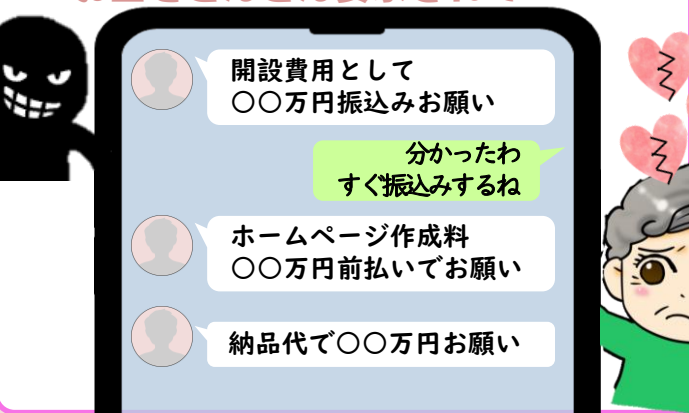 開設費用として
〇〇万円振込みお願い
分かったわ
すぐ振込みするね
ホームページ作成料
〇〇万円前払いでお願い
納品代で〇〇万円お願い